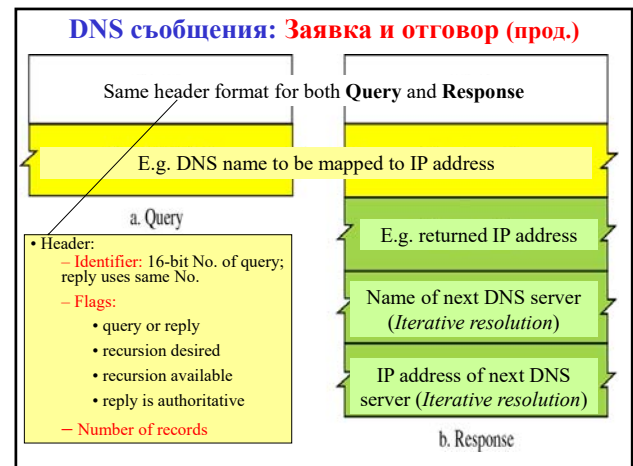 DNS съобщения: Заявка и отговор (прод.)
Same header format for both Query and Response
E.g. DNS name to be mapped to IP address
a. Query
• Header:
– Identifier: 16-bit No. of query;
reply uses same No.
– Flags:
• query or reply
• recursion desired
• recursion available
• reply is authoritative
– Number of records
E.g. returned IP address
Name of next DNS server
(Iterative resolution)
IP address of next DNS
server (Iterative resolution)
b. Response